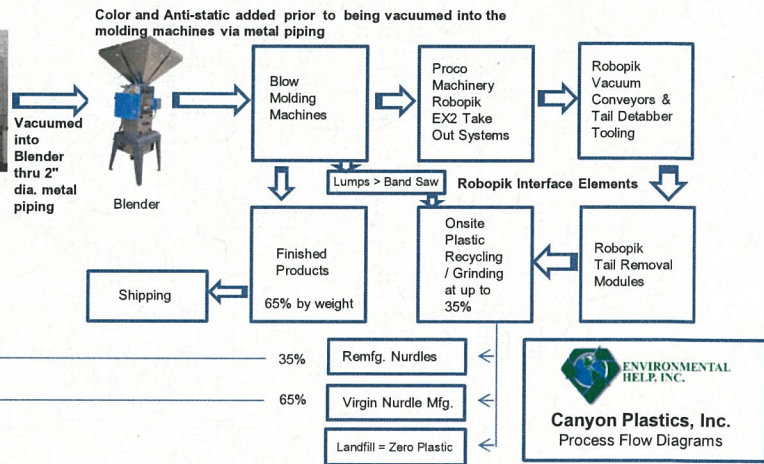 Color and Anti-static added prior to being vacuumed into the
molding machines via metal piping
Vacuumed
into
Blender
thru 2"
dia. metal
piping
Blender
Blow
Molding
Machines
Proco
Machinery
Robopik
EX2 Take
Out Systems
Robopik
Vacuum
Conveyors &
Tail Detabber
Tooling
Lumps > Band Saw
Robopik Interface Elements
Shipping
Finished
Products
65% by weight
Onsite
Plastic
Recycling
/ Grinding
at up to
35%
Robopik
Tail Removal
Modules
35%
Remfg. Nurdles
65%
Virgin Nurdle Mfg.
Landfill = Zero Plastic
ENVIRONMENTAL
HELP, INC.
Canyon Plastics, Inc.
Process Flow Diagrams